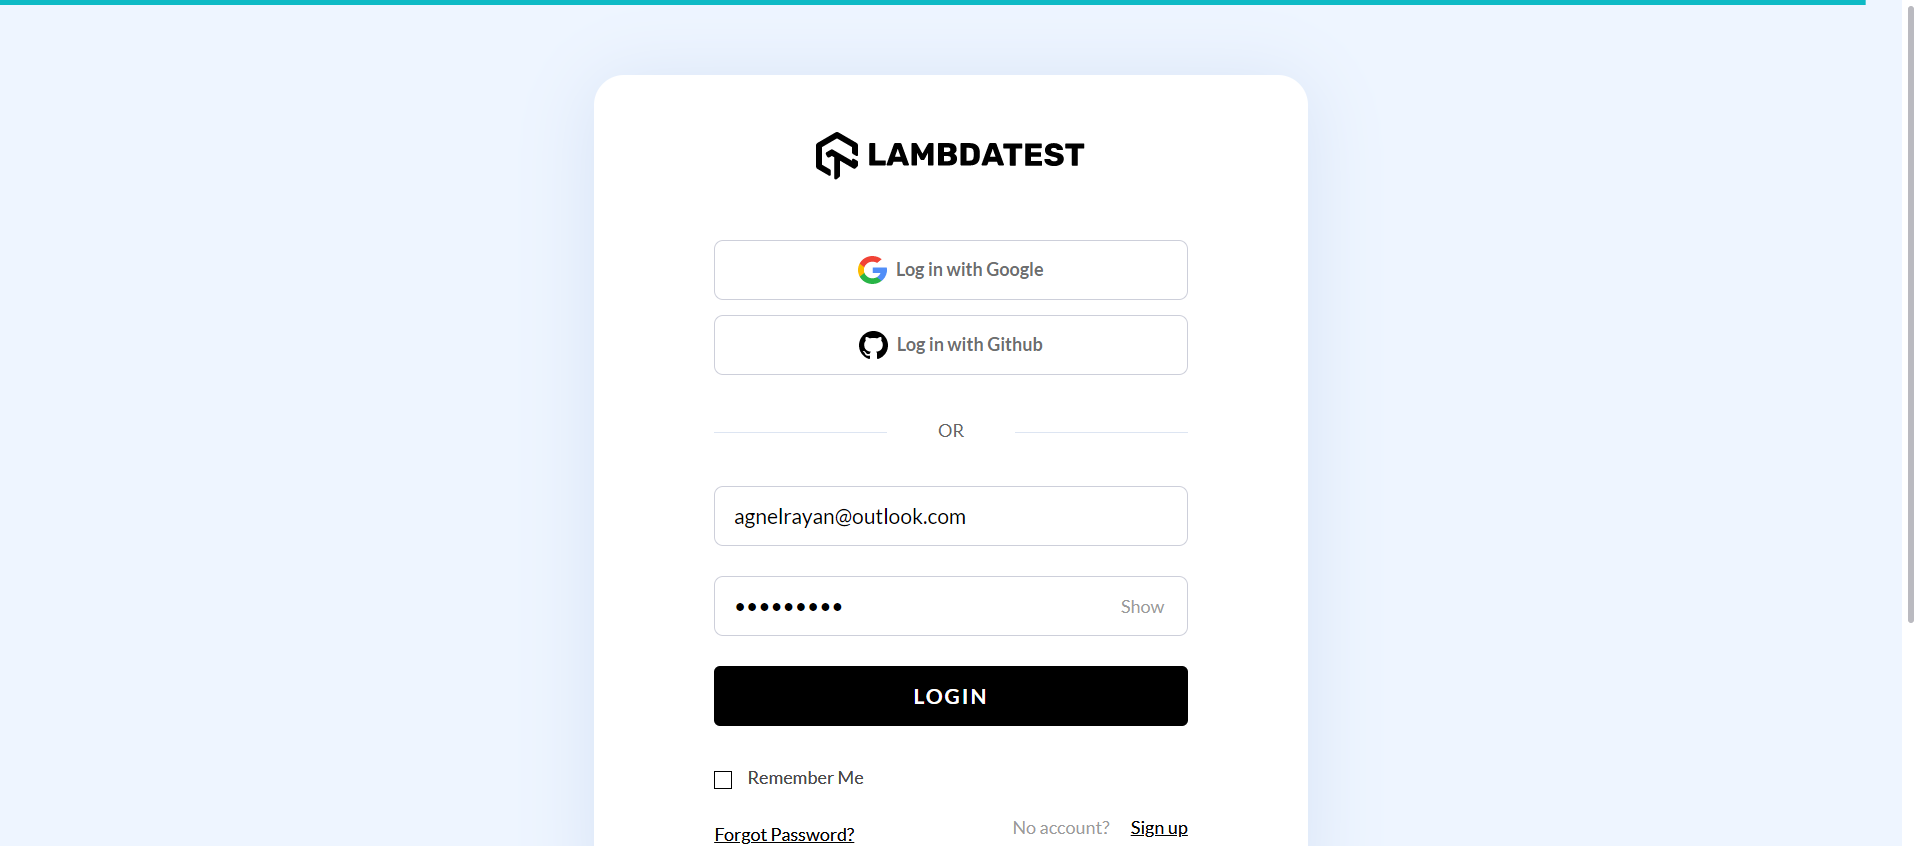 LAMBDATEST
Log in with Google
Log in with Github
OR
agnelrayan@outlook.com
••••••••• Show
LOGIN
Remember Me
Forgot Password? No account? Sign up